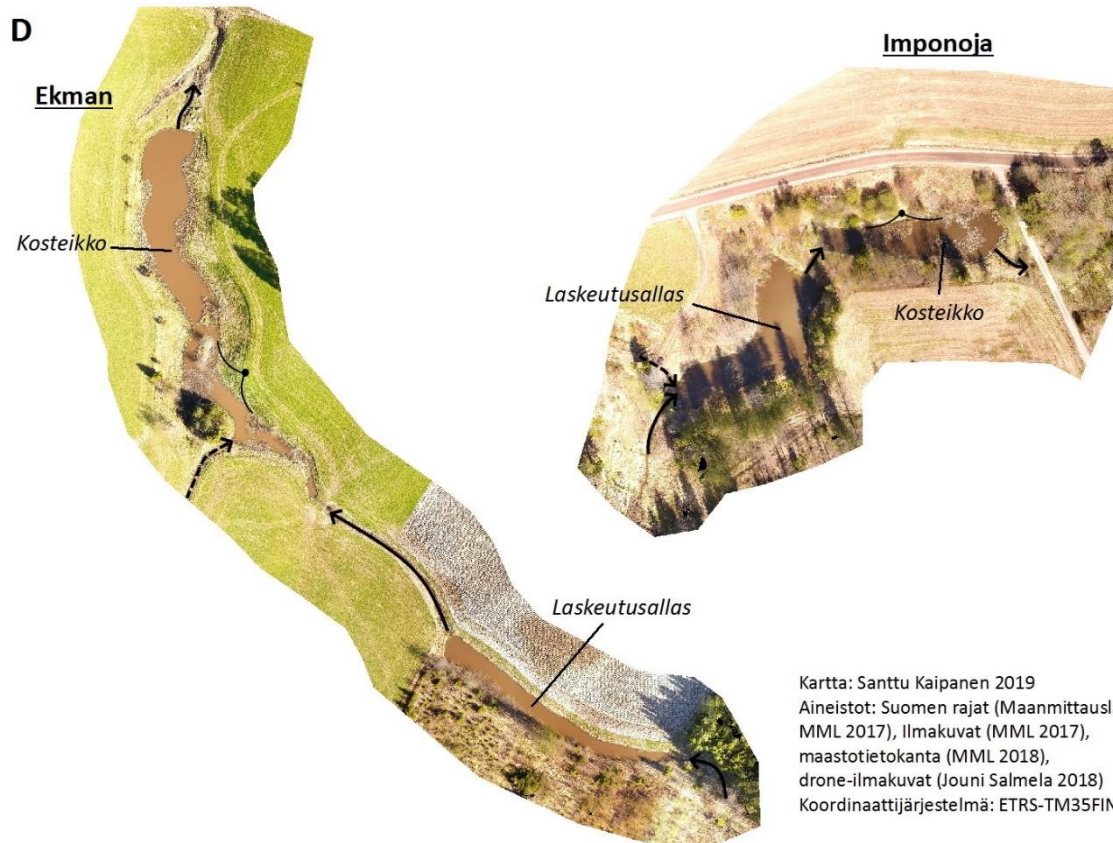 D
Ekman
Imponoja
Kosteikko
Laskeutusallas
Kosteikko
Laskeutusallas
Kartta: Santtu Kaipanen 2019
Aineistot: Suomen rajat (Maanmittausl
MML 2017), Ilmakuvat (MML 2017),
maastotietokanta (MML 2018),
drone-ilmakuvat (Jouni Salmela 2018)
Koordinaattijärjestelmä: ETRS-TM35FIN